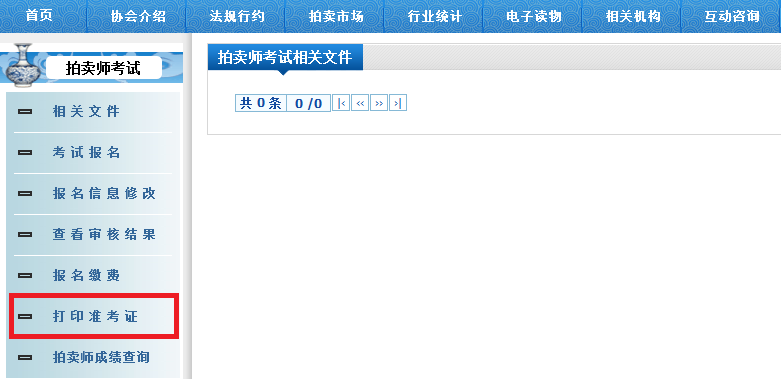 首页 协会介绍 法规行约 拍卖市场 行业统计 电子读物 相关机构 互动咨询
拍卖师考试
相关文件
考试报名
报名信息修改
查看审核结果
报名缴费
打印准考证
拍卖师成绩查询
拍卖师考试相关文件
共 0 条 0 /0 |‹ ‹‹ ›› ›|